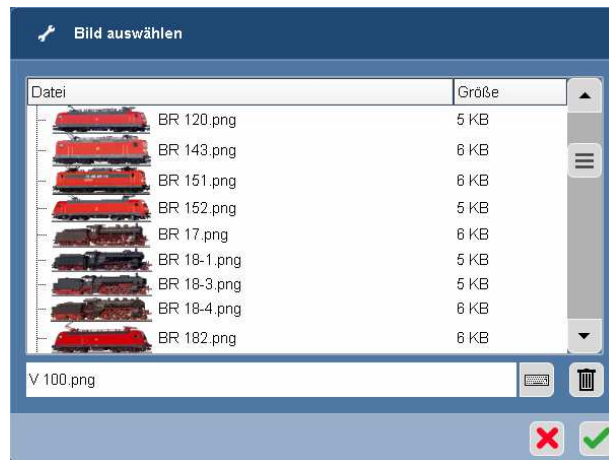 Bild auswählen
Datei Größe
BR 120.png 5 KB
BR 143.png 6 KB
BR 151.png 6 KB
BR 152.png 5 KB
BR 17.png 6 KB
BR 18-1.png 5 KB
BR 18-3.png 5 KB
BR 18-4.png 6 KB
BR 182.png 6 KB
V 100.png